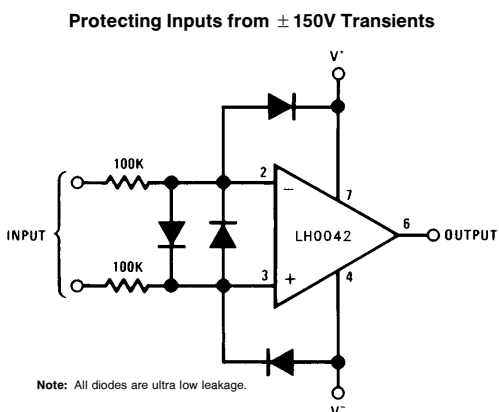 Protecting Inputs from ±150V Transients
V+
100K
2
−
7
INPUT
LH0042
6
OUTPUT
100K
3
+
4
Note: All diodes are ultra low leakage.
V−